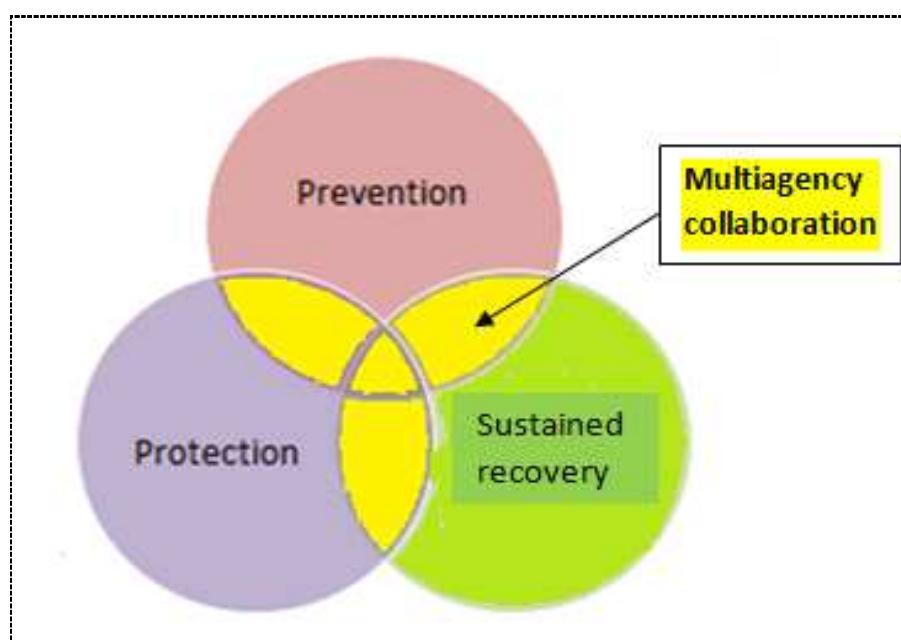 Prevention
Multiagency
collaboration
Protection
Sustained
recovery